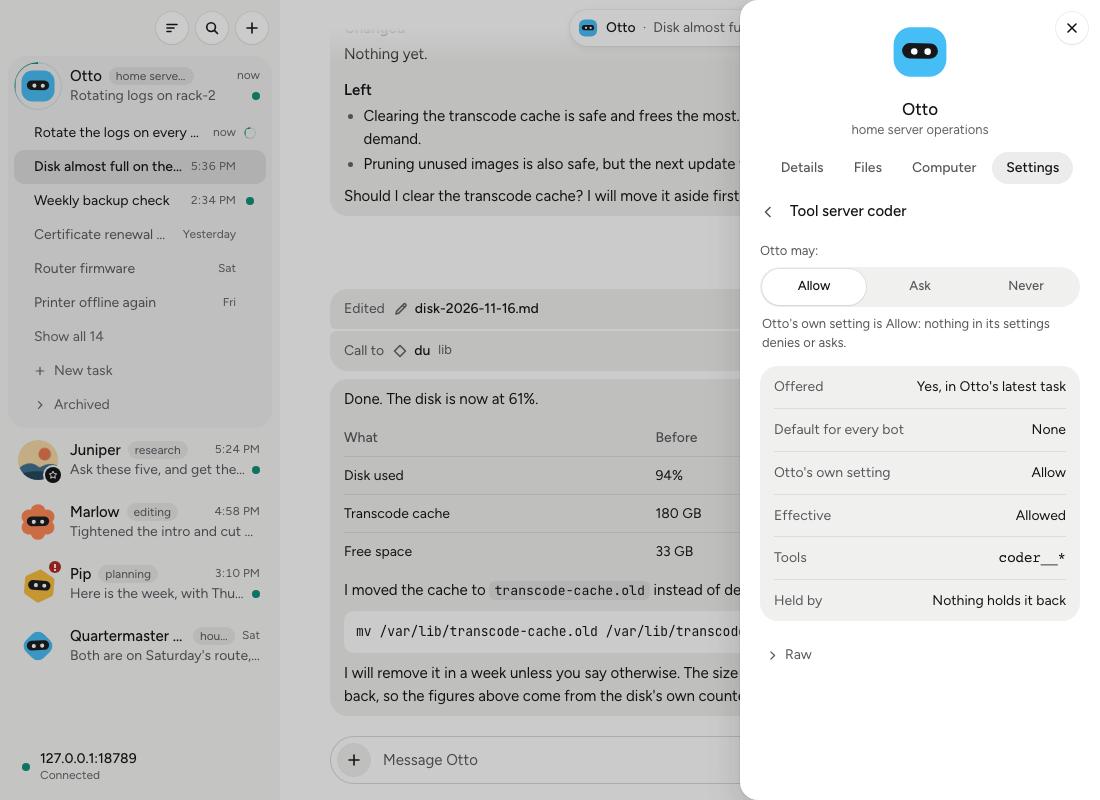 Otto
home serve...
now
Rotating logs on rack-2
Rotate the logs on every ...
now
Disk almost full on the...
5:36 PM
Weekly backup check
2:34 PM
Certificate renewal ...
Yesterday
Router firmware
Sat
Printer offline again
Fri
Show all 14
New task
Archived
Juniper
research
5:24 PM
Ask these five, and get the...
Marlow
editing
4:58 PM
Tightened the intro and cut ...
Pip
planning
3:10 PM
Here is the week, with Thu...
Quartermaster ...
hou...
Sat
Both are on Saturday's route,...
127.0.0.1:18789
Connected
Otto · Disk almost fu
Changed
Nothing yet.
Left
Clearing the transcode cache is safe and frees the most.
demand.
Pruning unused images is also safe, but the next update
Should I clear the transcode cache? I will move it aside first
Edited
disk-2026-11-16.md
Call to
du
lib
Done. The disk is now at 61%.
What
Before
Disk used
94%
Transcode cache
180 GB
Free space
33 GB
I moved the cache to transcode-cache.old instead of de
mv /var/lib/transcode-cache.old /var/lib/transcod
I will remove it in a week unless you say otherwise. The size
back, so the figures above come from the disk's own counte
Message Otto
Otto
home server operations
Details
Files
Computer
Settings
Tool server coder
Otto may:
Allow
Ask
Never
Otto's own setting is Allow: nothing in its settings
denies or asks.
Offered
Yes, in Otto's latest task
Default for every bot
None
Otto's own setting
Allow
Effective
Allowed
Tools
coder__*
Held by
Nothing holds it back
Raw